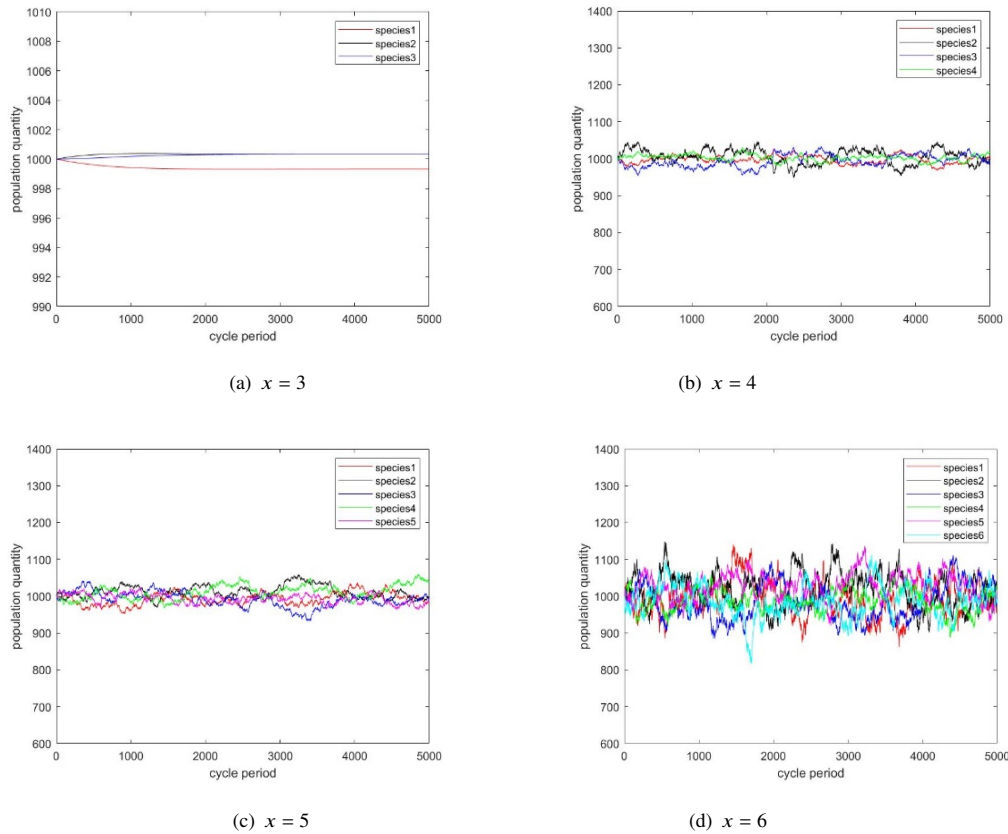 1010
1008
1006
1004
1002
1000
998
996
994
992
990
population quantity
0 1000 2000 3000 4000 5000
cycle period
species1
species2
species3
(a) x = 3
1400
1300
1200
1100
1000
900
800
700
600
population quantity
0 1000 2000 3000 4000 5000
cycle period
species1
species2
species3
species4
(b) x = 4
1400
1300
1200
1100
1000
900
800
700
600
population quantity
0 1000 2000 3000 4000 5000
cycle period
species1
species2
species3
species4
species5
(c) x = 5
1400
1300
1200
1100
1000
900
800
700
600
population quantity
0 1000 2000 3000 4000 5000
cycle period
species1
species2
species3
species4
species5
species6
(d) x = 6